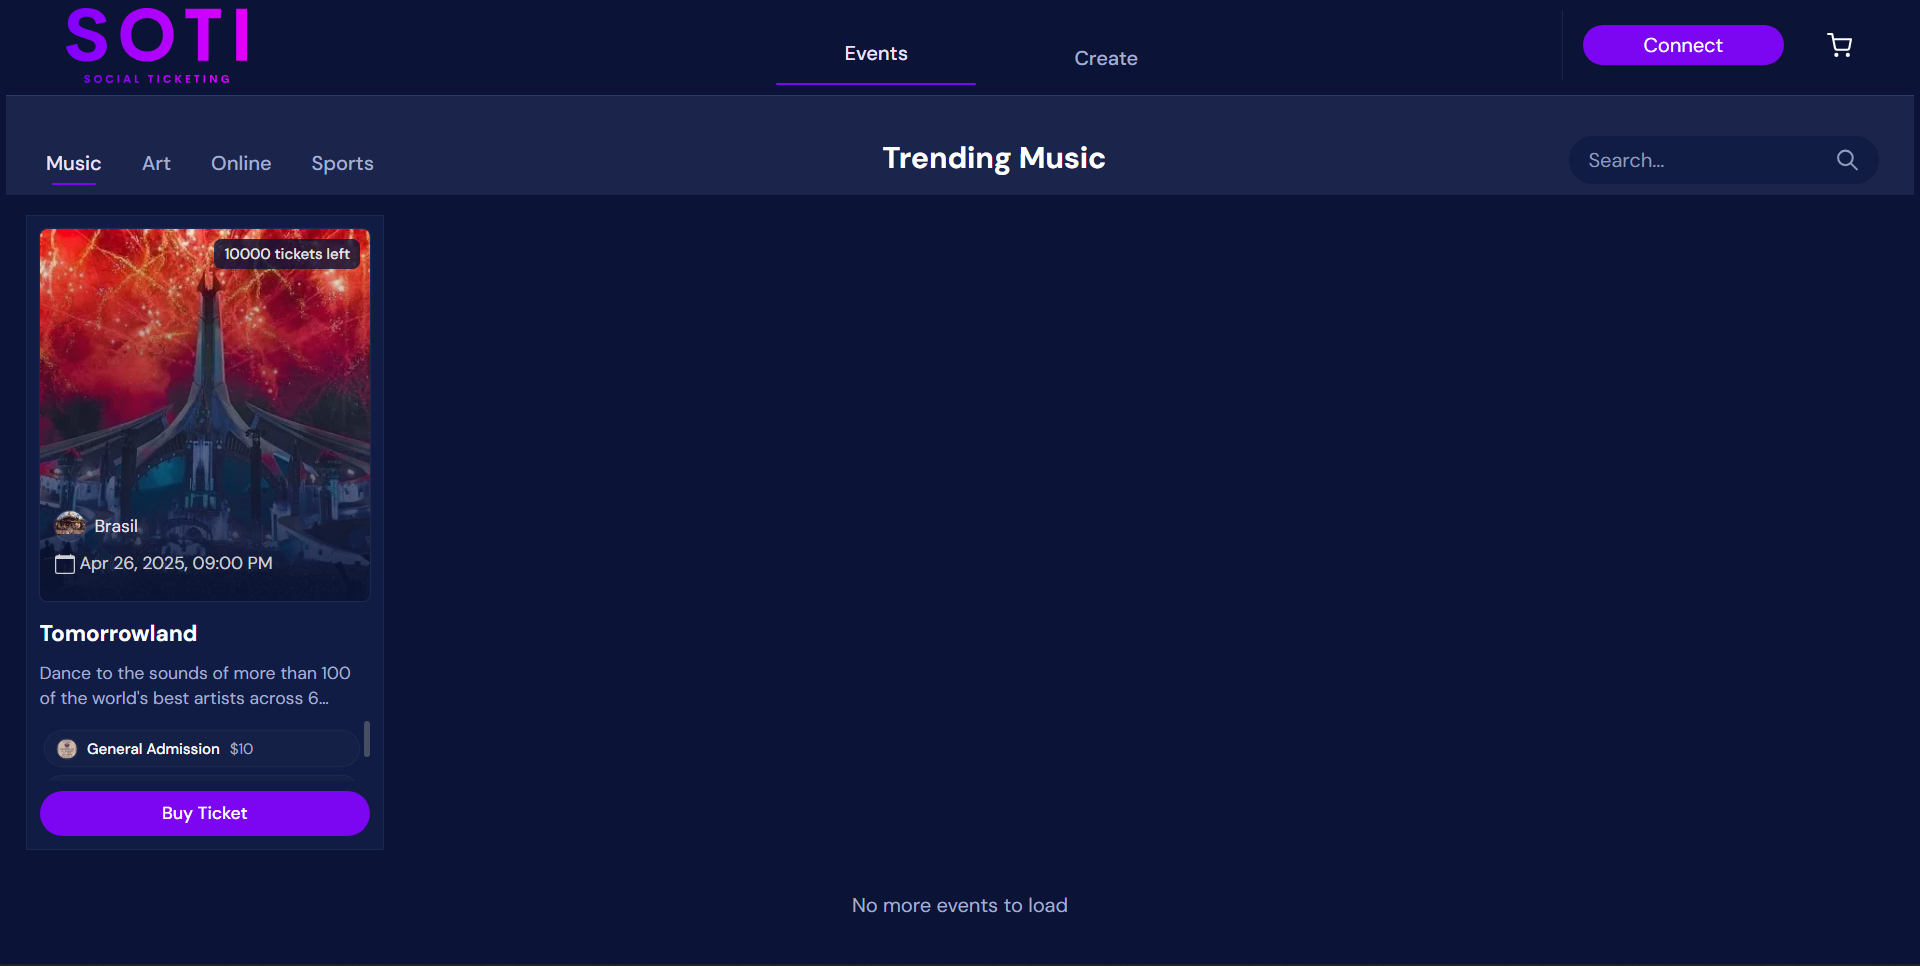 SOTI
SOCIAL TICKETING
Events
Create
Connect
Music
Art
Online
Sports
Trending Music
Search...
10000 tickets left
Brasil
Apr 26, 2025, 09:00 PM
Tomorrowland
Dance to the sounds of more than 100
of the world's best artists across 6...
General Admission $10
Buy Ticket
No more events to load